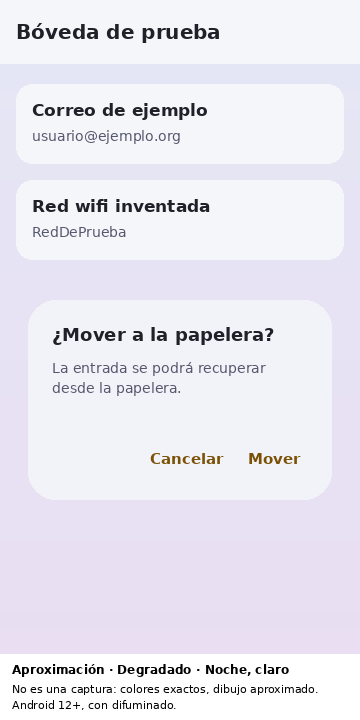 Bóveda de prueba
Correo de ejemplo
usuario@ejemplo.org
Red wifi inventada
RedDePrueba
¿Mover a la papelera?
La entrada se podrá recuperar
desde la papelera.
Cancelar Mover
Aproximación · Degradado · Noche, claro
No es una captura: colores exactos, dibujo aproximado.
Android 12+, con difuminado.